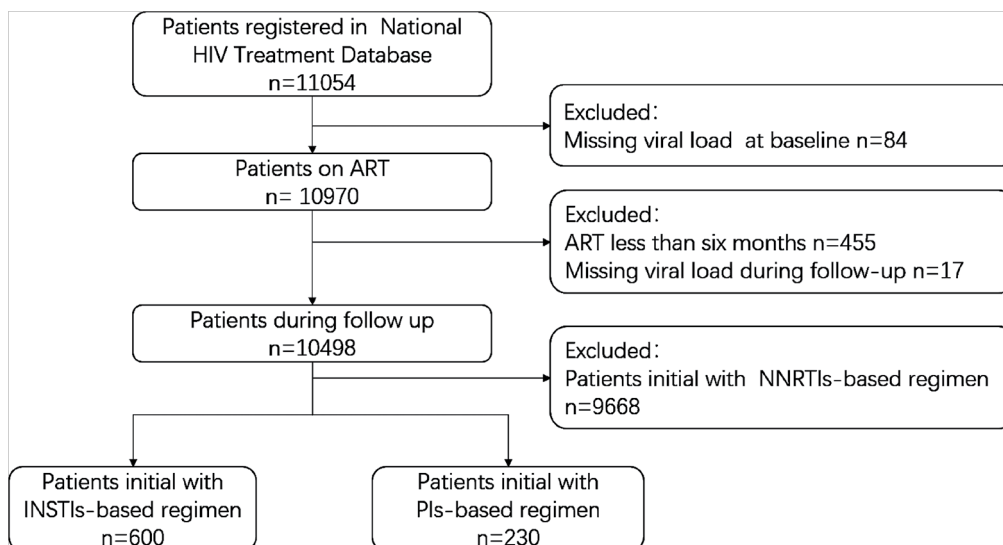 Patients registered in National
HIV Treatment Database
n=11054
Excluded:
Missing viral load at baseline n=84
Patients on ART
n= 10970
Excluded:
ART less than six months n=455
Missing viral load during follow-up n=17
Patients during follow up
n=10498
Excluded:
Patients initial with NNRTIs-based regimen
n=9668
Patients initial with
INSTIs-based regimen
n=600
Patients initial with
PIs-based regimen
n=230